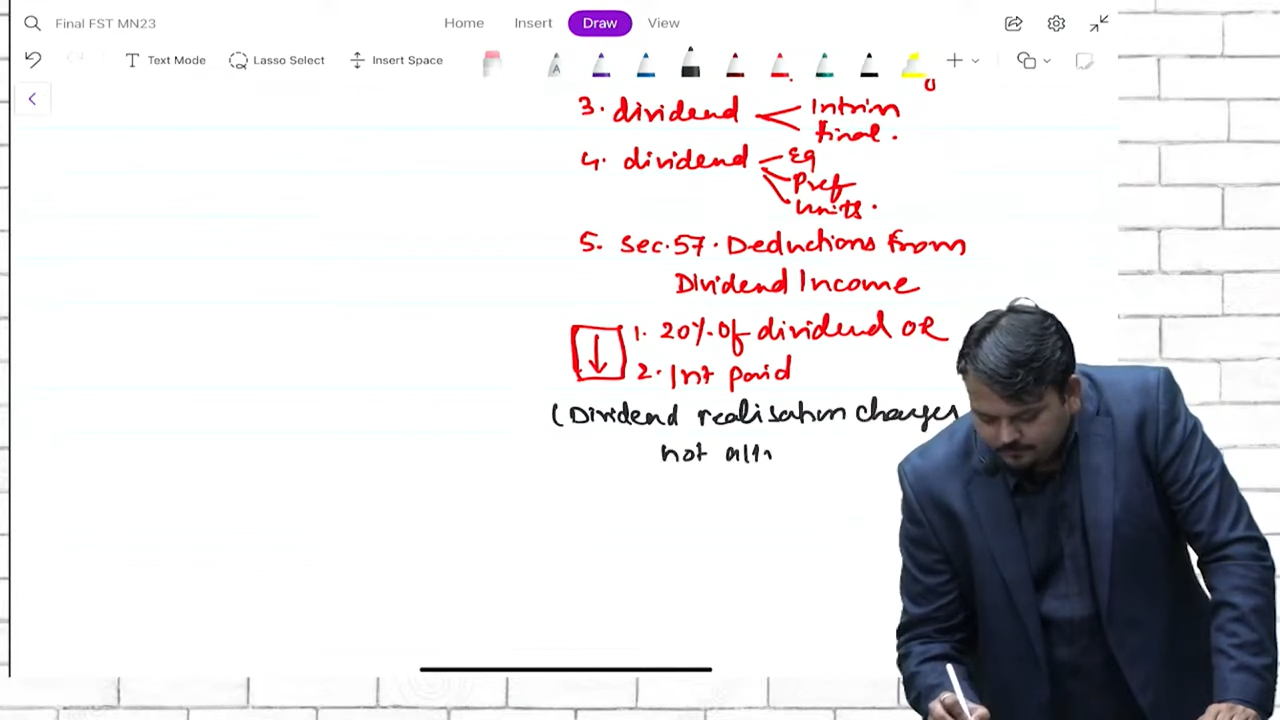 Final FST MN23
Home Insert Draw View
Text Mode Lasso Select Insert Space
3. dividend Intrim
final.
4. dividend Eq
Pref
Units.
5. Sec.57. Deductions from
Dividend Income
1. 20% of dividend OR
2. Int paid
(Dividend realisation charges
not